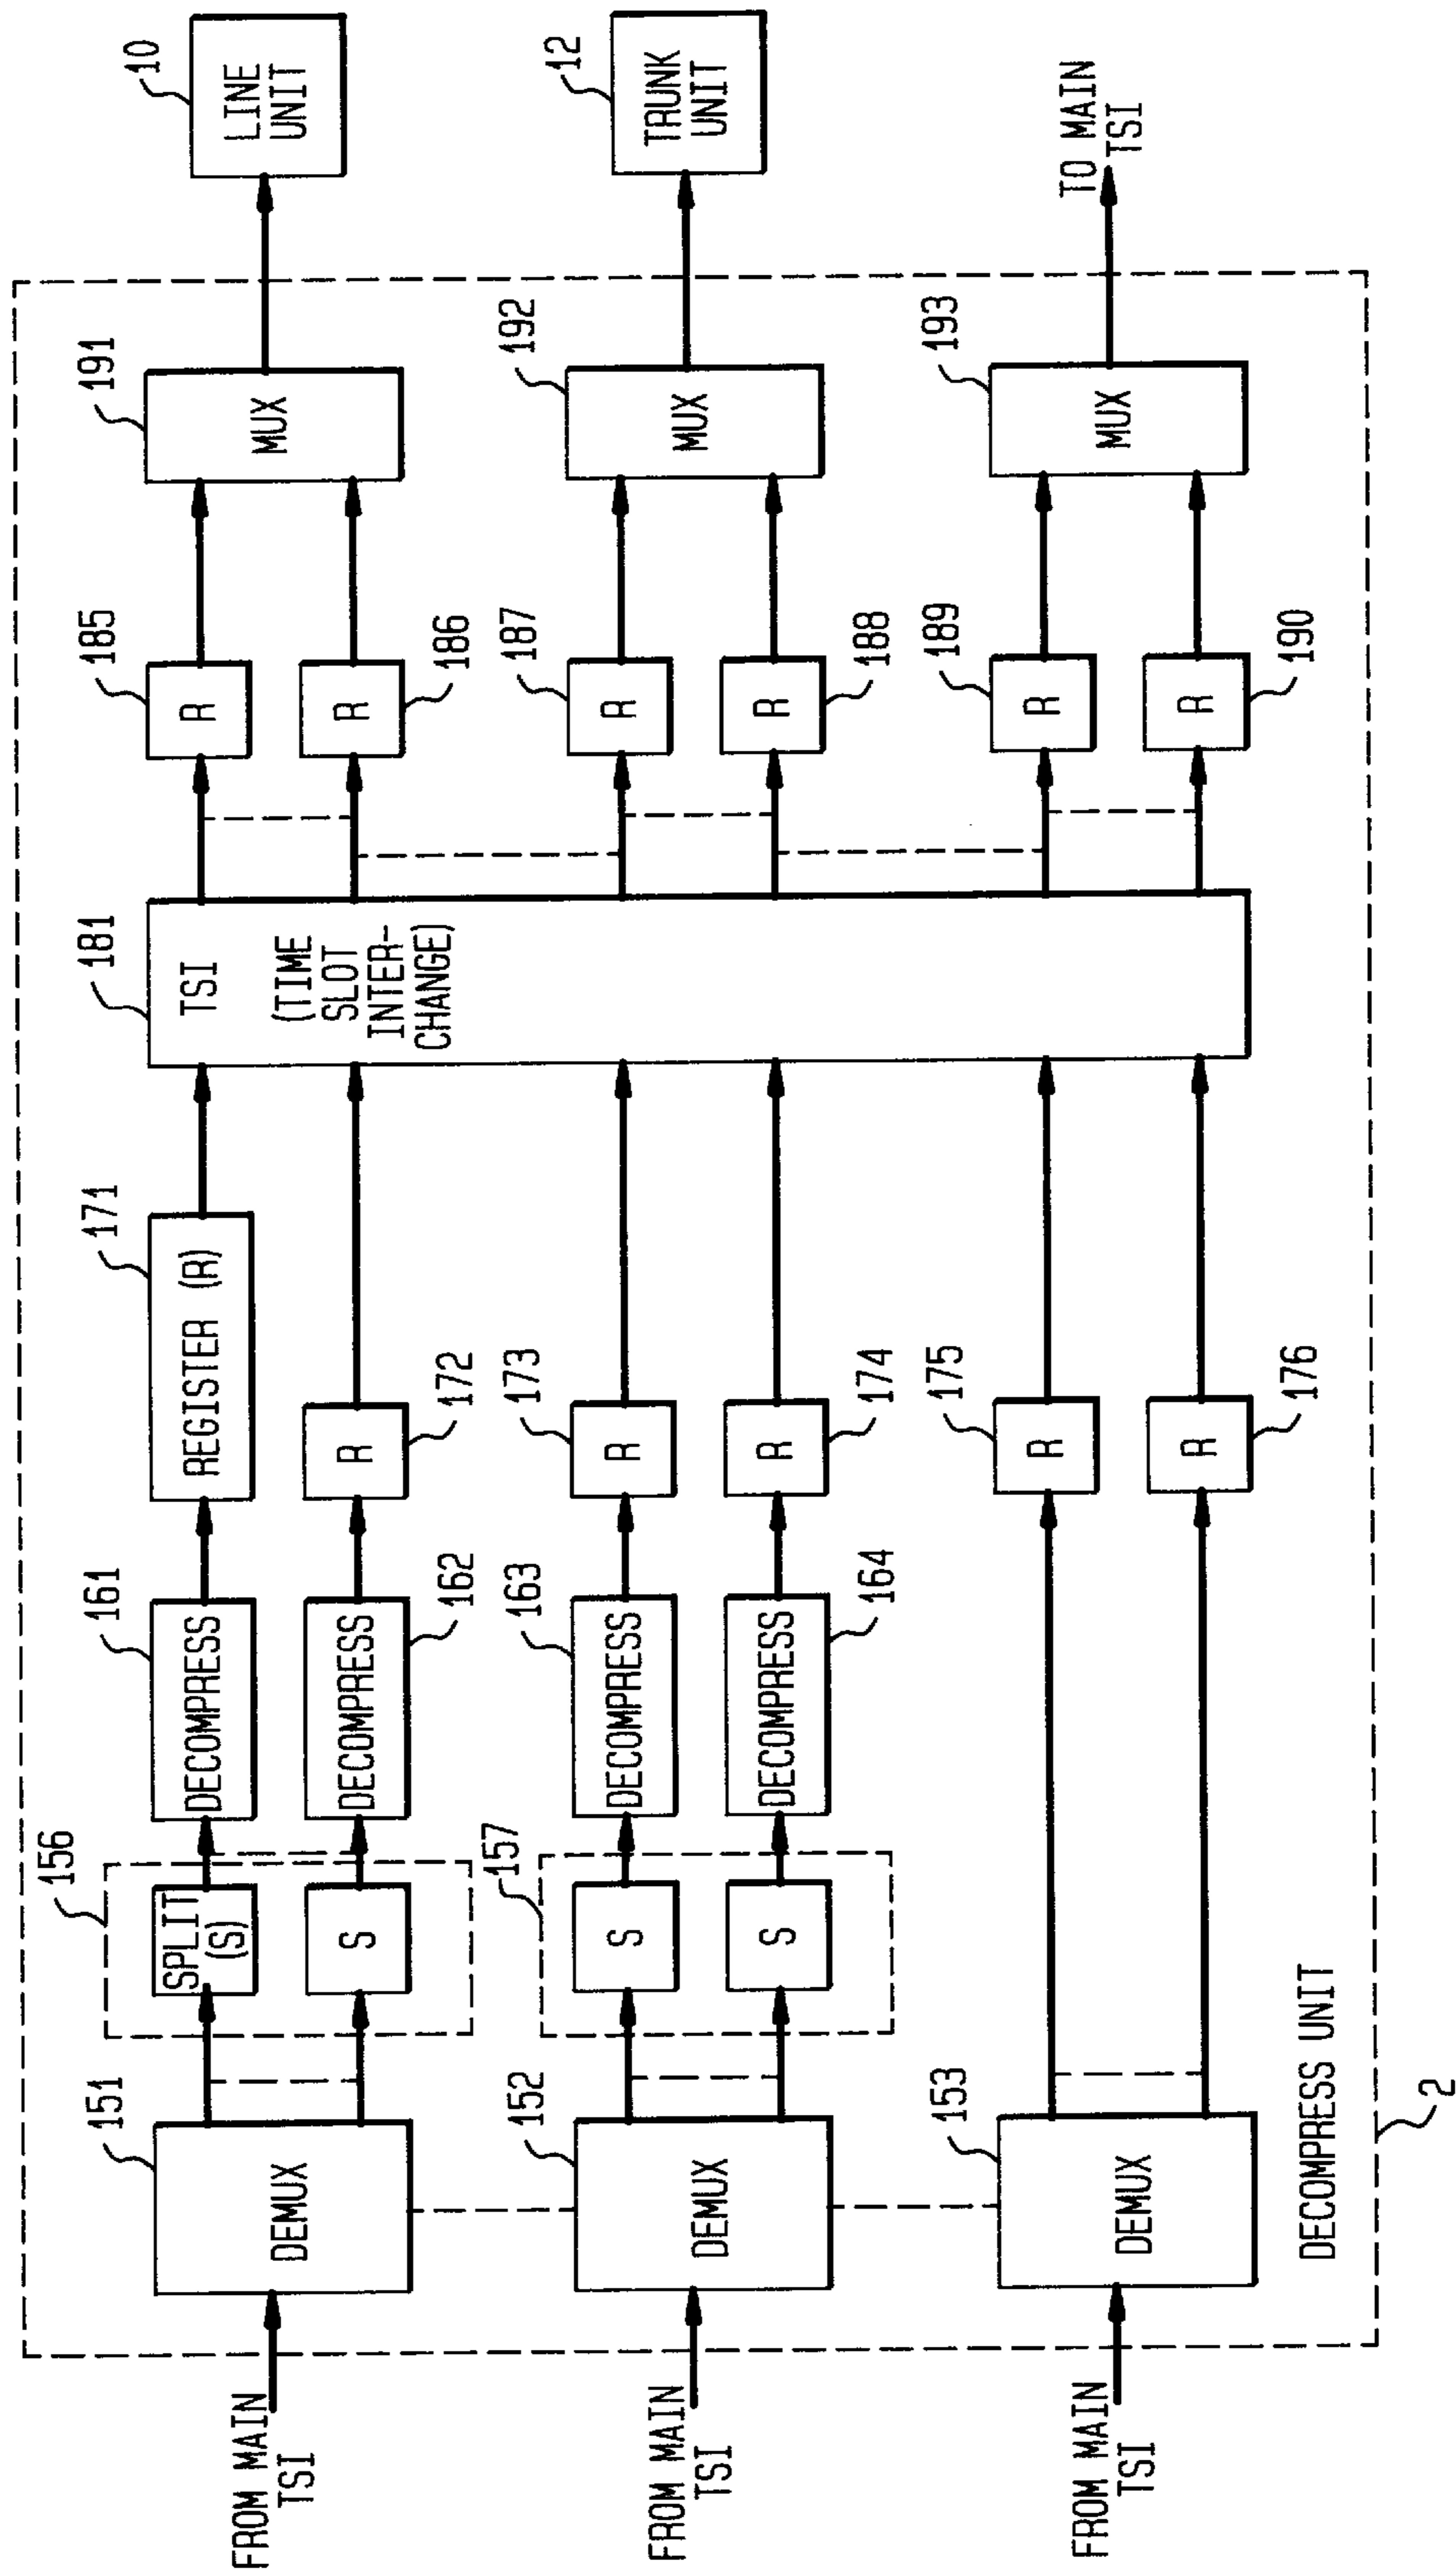 FROM MAIN
TSI
151
DEMUX
156
SPLIT
(S)
S
161
DECOMPRESS
DECOMPRESS
162
171
REGISTER (R)
R
172
FROM MAIN
TSI
152
DEMUX
157
S
S
163
DECOMPRESS
DECOMPRESS
164
173
R
R
174
FROM MAIN
TSI
153
DEMUX
175
R
R
176
181
TSI
(TIME
SLOT
INTER-
CHANGE)
185
R
R
186
187
R
R
188
189
R
R
190
191
MUX
192
MUX
193
MUX
10
LINE
UNIT
12
TRUNK
UNIT
TO MAIN
TSI
DECOMPRESS UNIT
2